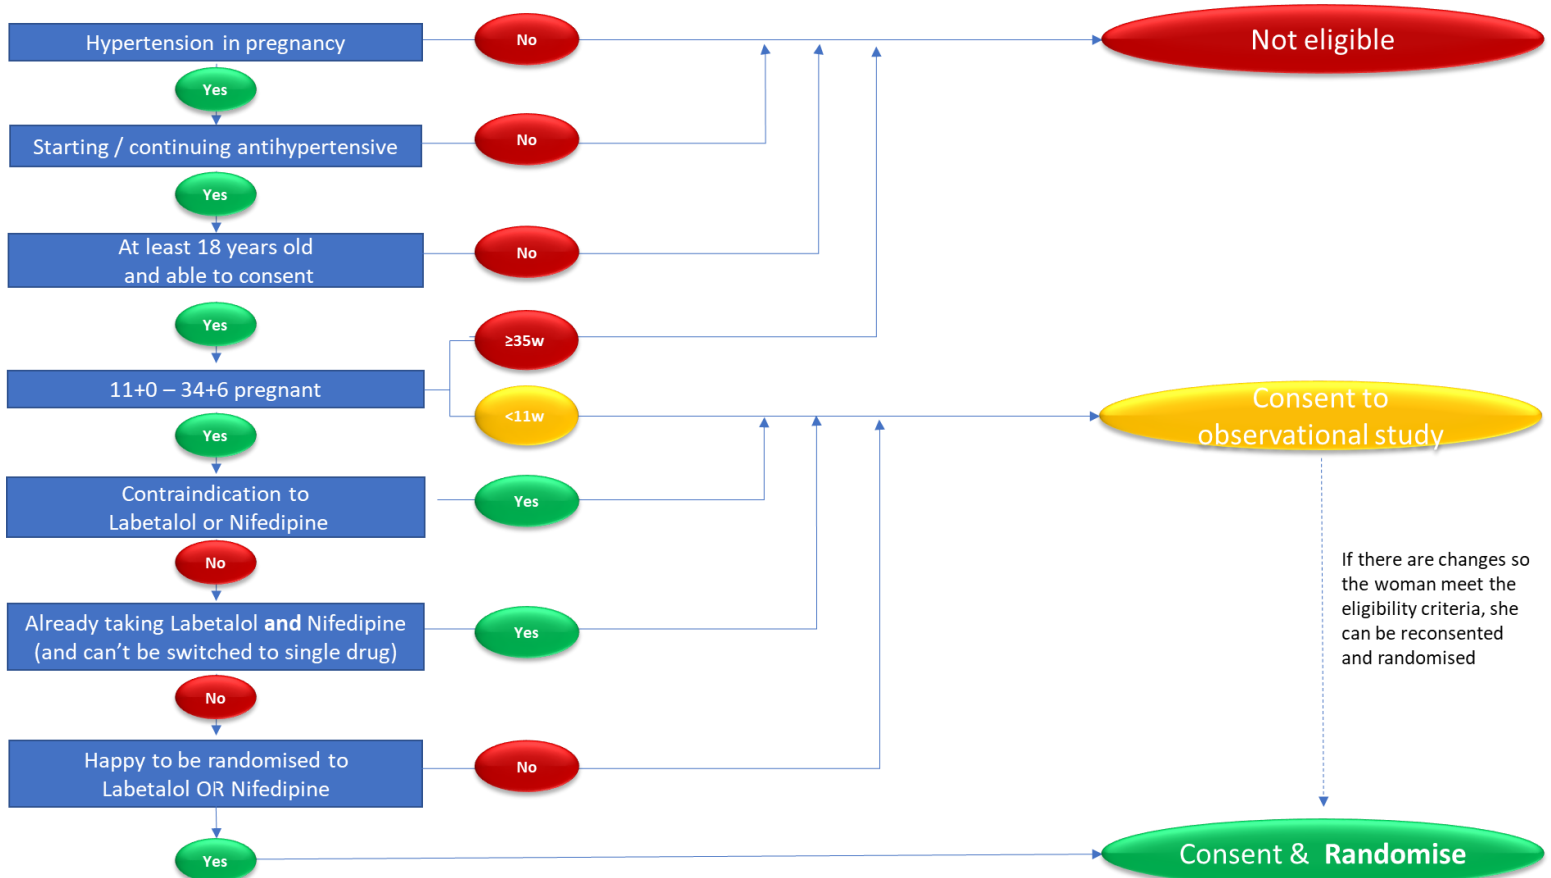 Hypertension in pregnancy
No
Not eligible
Yes
Starting / continuing antihypertensive
No
Yes
At least 18 years old
and able to consent
No
Yes
≥35w
11+0 – 34+6 pregnant
<11w
Consent to
observational study
Yes
Contraindication to
Labetalol or Nifedipine
Yes
No
If there are changes so
the woman meet the
eligibility criteria, she
can be reconsented
and randomised
Already taking Labetalol and Nifedipine
(and can't be switched to single drug)
Yes
No
Happy to be randomised to
Labetalol OR Nifedipine
No
Yes
Consent & Randomise